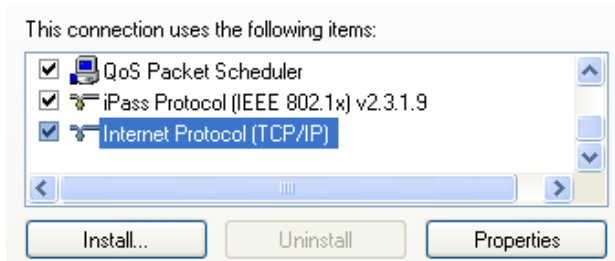 This connection uses the following items:
QoS Packet Scheduler
iPass Protocol (IEEE 802.1x) v2.3.1.9
Internet Protocol (TCP/IP)
Install... Uninstall Properties